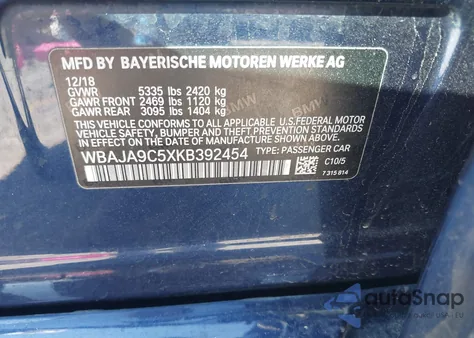 MFD BY BAYERISCHE MOTOREN WERKE AG
12/18
GVWR 5335 lbs 2420 kg
GAWR FRONT 2469 lbs 1120 kg
GAWR REAR 3095 lbs 1404 kg
THIS VEHICLE CONFORMS TO ALL APPLICABLE U.S. FEDERAL MOTOR
VEHICLE SAFETY, BUMPER AND THEFT PREVENTION STANDARDS
IN EFFECT ON THE DATE OF MANUFACTURE SHOWN ABOVE.
WBAJA9C5XKB392454 TYPE: PASSENGER CAR
C10/5
7 315 814
autoSnap